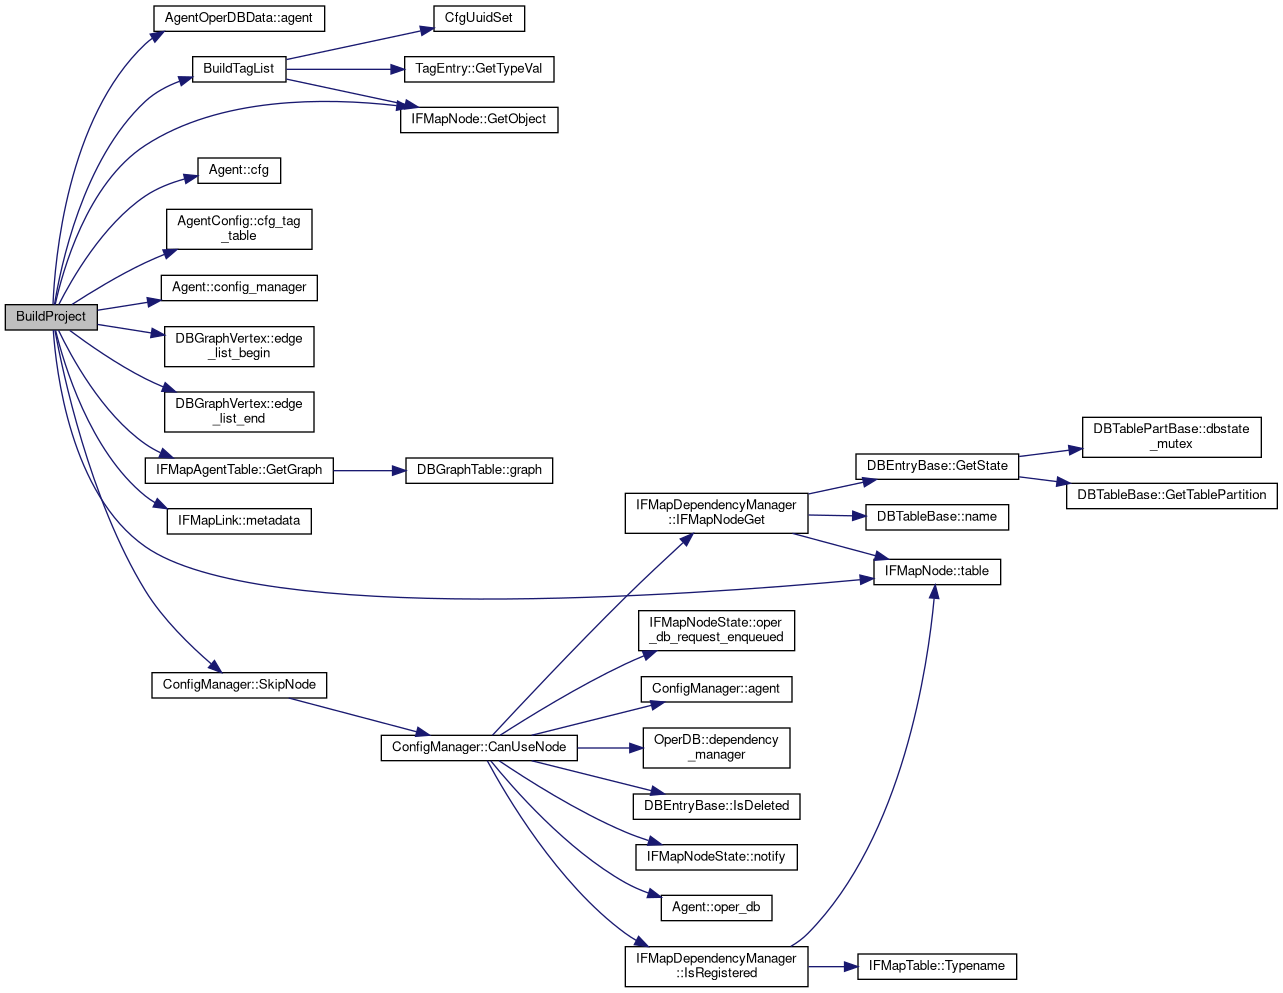 AgentOperDBData::agent
CfgUuidSet
BuildTagList
TagEntry::GetTypeVal
IFMapNode::GetObject
Agent::cfg
AgentConfig::cfg_tag
_table
Agent::config_manager
BuildProject
DBGraphVertex::edge
_list_begin
DBGraphVertex::edge
_list_end
IFMapAgentTable::GetGraph
DBGraphTable::graph
IFMapLink::metadata
ConfigManager::SkipNode
ConfigManager::CanUseNode
IFMapDependencyManager
::IFMapNodeGet
DBEntryBase::GetState
DBTablePartBase::dbstate
_mutex
DBTableBase::GetTablePartition
DBTableBase::name
IFMapNode::table
IFMapNodeState::oper
_db_request_enqueued
ConfigManager::agent
OperDB::dependency
_manager
DBEntryBase::IsDeleted
IFMapNodeState::notify
Agent::oper_db
IFMapDependencyManager
::IsRegistered
IFMapTable::Typename